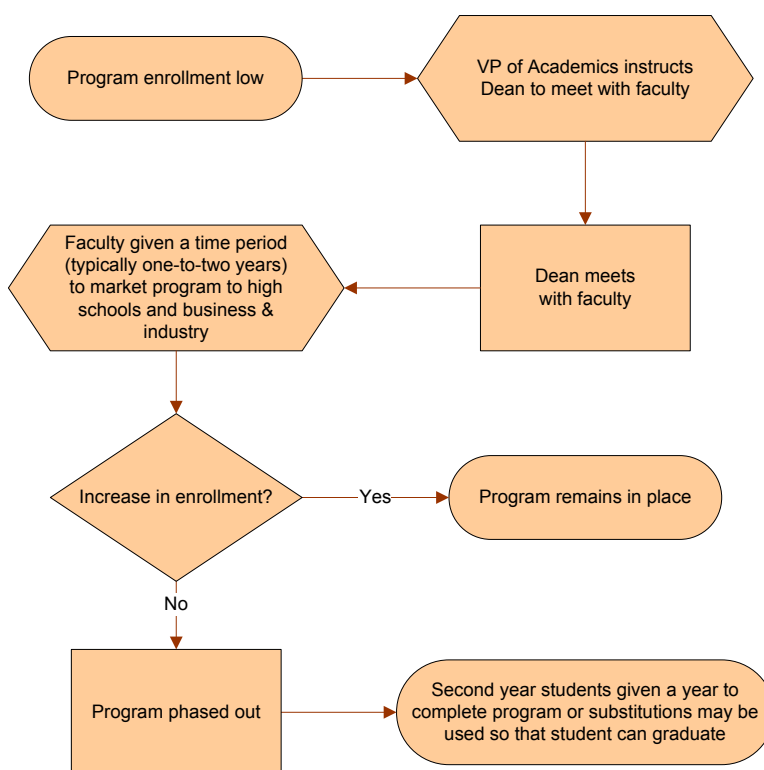 Program enrollment low
VP of Academics instructs
Dean to meet with faculty
Dean meets
with faculty
Faculty given a time period
(typically one-to-two years)
to market program to high
schools and business &
industry
Increase in enrollment?
Yes
Program remains in place
No
Program phased out
Second year students given a year to
complete program or substitutions may be
used so that student can graduate